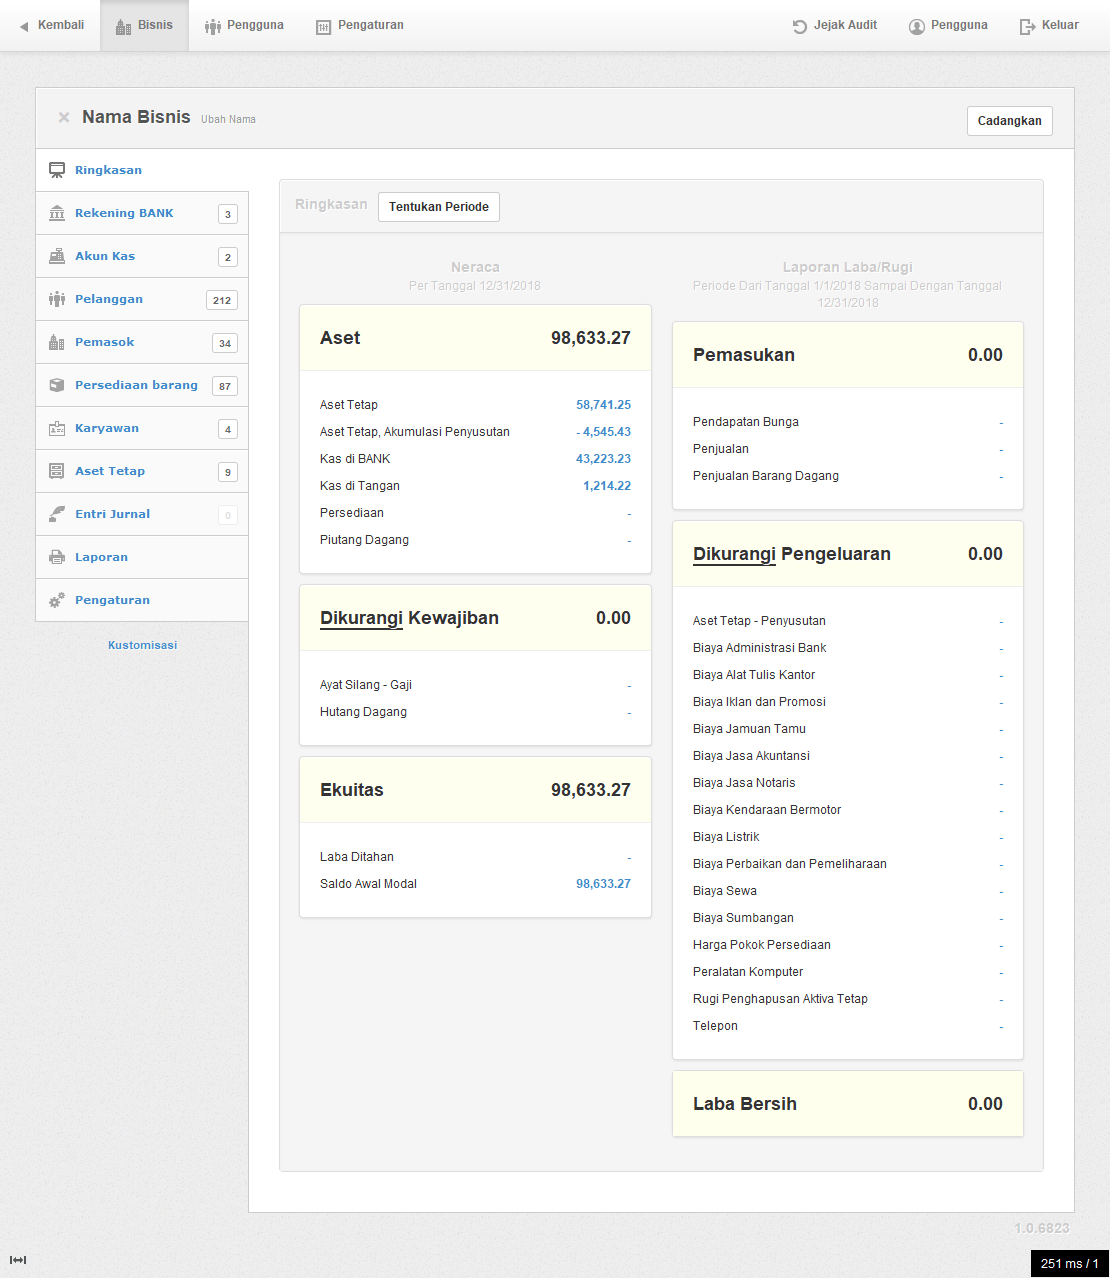 Kembali
Bisnis
Pengguna
Pengaturan
Jejak Audit
Pengguna
Keluar
Nama Bisnis Ubah Nama
Cadangkan
Ringkasan
Rekening BANK 3
Akun Kas 2
Pelanggan 212
Pemasok 34
Persediaan barang 87
Karyawan 4
Aset Tetap 9
Entri Jurnal 0
Laporan
Pengaturan
Kustomisasi
Ringkasan Tentukan Periode
Neraca
Per Tanggal 12/31/2018
Aset 98,633.27
Aset Tetap 58,741.25
Aset Tetap, Akumulasi Penyusutan - 4,545.43
Kas di BANK 43,223.23
Kas di Tangan 1,214.22
Persediaan -
Piutang Dagang -
Dikurangi Kewajiban 0.00
Ayat Silang - Gaji -
Hutang Dagang -
Ekuitas 98,633.27
Laba Ditahan -
Saldo Awal Modal 98,633.27
Laporan Laba/Rugi
Periode Dari Tanggal 1/1/2018 Sampai Dengan Tanggal
12/31/2018
Pemasukan 0.00
Pendapatan Bunga -
Penjualan -
Penjualan Barang Dagang -
Dikurangi Pengeluaran 0.00
Aset Tetap - Penyusutan -
Biaya Administrasi Bank -
Biaya Alat Tulis Kantor -
Biaya Iklan dan Promosi -
Biaya Jamuan Tamu -
Biaya Jasa Akuntansi -
Biaya Jasa Notaris -
Biaya Kendaraan Bermotor -
Biaya Listrik -
Biaya Perbaikan dan Pemeliharaan -
Biaya Sewa -
Biaya Sumbangan -
Harga Pokok Persediaan -
Peralatan Komputer -
Rugi Penghapusan Aktiva Tetap -
Telepon -
Laba Bersih 0.00
1.0.6823
251 ms / 1